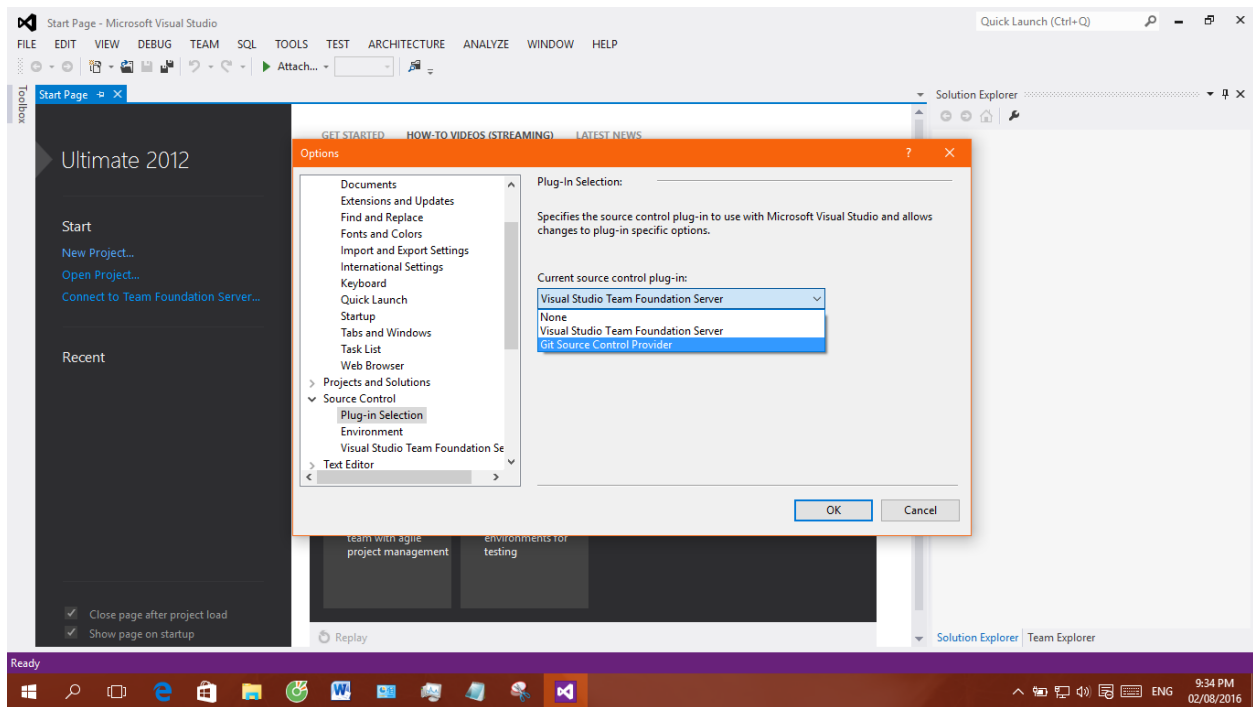 Start Page - Microsoft Visual Studio
Quick Launch (Ctrl+Q)
FILE EDIT VIEW DEBUG TEAM SQL TOOLS TEST ARCHITECTURE ANALYZE WINDOW HELP
Attach...
Toolbox
Start Page
Solution Explorer
GET STARTED HOW-TO VIDEOS (STREAMING) LATEST NEWS
Ultimate 2012
Start
New Project...
Open Project...
Connect to Team Foundation Server...
Recent
Close page after project load
Show page on startup
Options
?
Documents
Extensions and Updates
Find and Replace
Fonts and Colors
Import and Export Settings
International Settings
Keyboard
Quick Launch
Startup
Tabs and Windows
Task List
Web Browser
Projects and Solutions
Source Control
Plug-in Selection
Environment
Visual Studio Team Foundation Se
Text Editor
Plug-In Selection:
Specifies the source control plug-in to use with Microsoft Visual Studio and allows
changes to plug-in specific options.
Current source control plug-in:
Visual Studio Team Foundation Server
None
Visual Studio Team Foundation Server
Git Source Control Provider
OK Cancel
team with agile
project management
environments for
testing
Replay
Solution Explorer Team Explorer
Ready
ENG
9:34 PM
02/08/2016